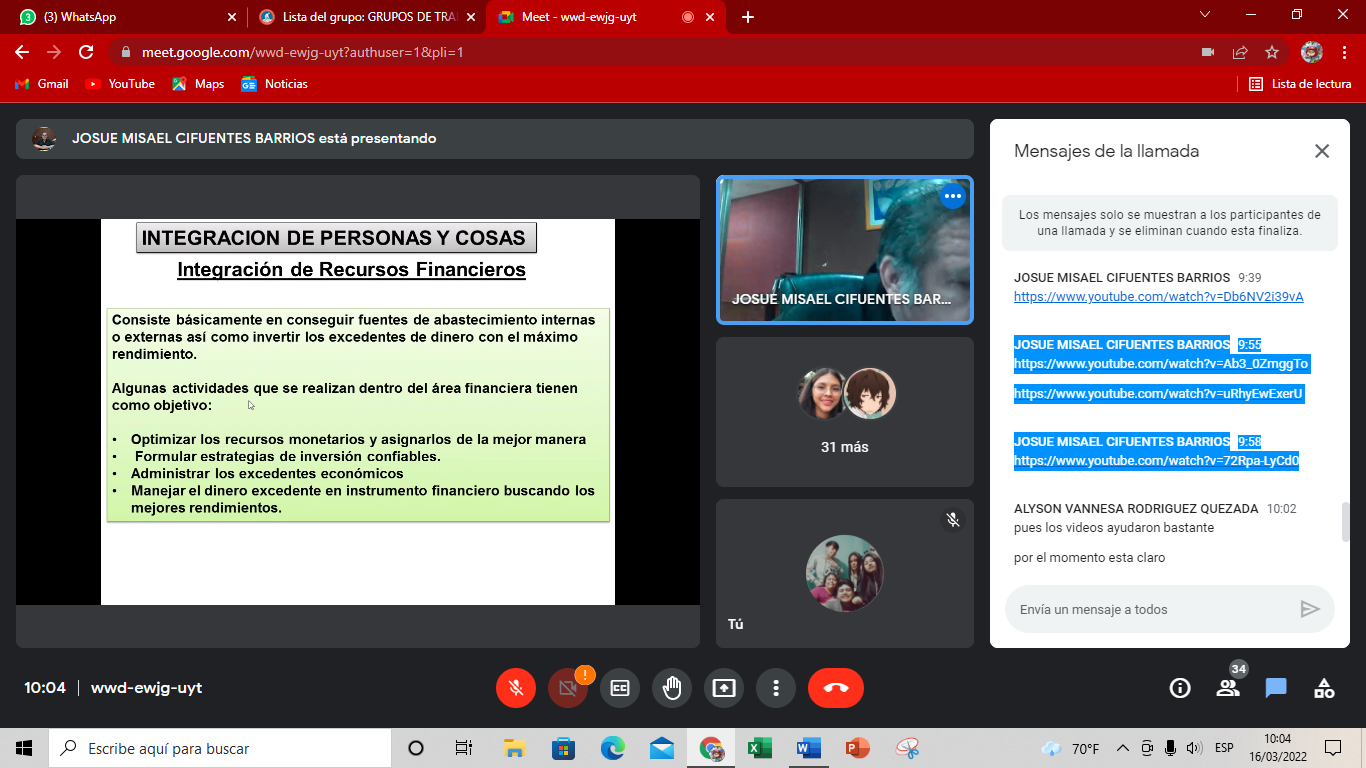 (3) WhatsApp
Lista del grupo: GRUPOS DE TRA
Meet - wwd-ewjg-uyt
meet.google.com/wwd-ewjg-uyt?authuser=1&pli=1
Gmail
YouTube
Maps
Noticias
Lista de lectura
JOSUE MISAEL CIFUENTES BARRIOS está presentando
INTEGRACION DE PERSONAS Y COSAS
Integración de Recursos Financieros
Consiste básicamente en conseguir fuentes de abastecimiento internas
o externas así como invertir los excedentes de dinero con el máximo
rendimiento.
Algunas actividades que se realizan dentro del área financiera tienen
como objetivo:
• Optimizar los recursos monetarios y asignarlos de la mejor manera
• Formular estrategias de inversión confiables.
• Administrar los excedentes económicos
• Manejar el dinero excedente en instrumento financiero buscando los
mejores rendimientos.
JOSUE MISAEL CIFUENTES BAR...
31 más
Tú
Mensajes de la llamada
Los mensajes solo se muestran a los participantes de
una llamada y se eliminan cuando esta finaliza.
JOSUE MISAEL CIFUENTES BARRIOS 9:39
https://www.youtube.com/watch?v=Db6NV2i39vA
JOSUE MISAEL CIFUENTES BARRIOS 9:55
https://www.youtube.com/watch?v=Ab3_0ZmggTo
https://www.youtube.com/watch?v=uRhyEwExerU
JOSUE MISAEL CIFUENTES BARRIOS 9:58
https://www.youtube.com/watch?v=72Rpa-LyCd0
ALYSON VANNESA RODRIGUEZ QUEZADA 10:02
pues los videos ayudaron bastante
por el momento esta claro
Envía un mensaje a todos
10:04 | wwd-ewjg-uyt
34
Escribe aquí para buscar
70°F
ESP
10:04
16/03/2022